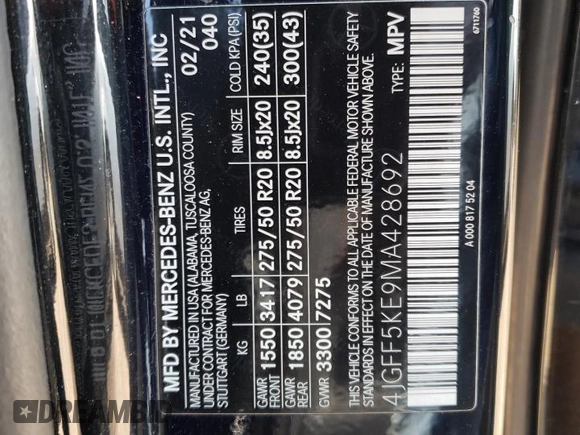 MFD BY MERCEDES-BENZ U.S. INTL., INC
MANUFACTURED IN USA (ALABAMA, TUSCALOOSA COUNTY) 02/21
UNDER CONTRACT FOR MERCEDES-BENZ AG, 040
STUTTGART (GERMANY)
KG LB TIRES RIM SIZE COLD KPA (PSI)
GAWR FRONT 1550 3417 275/50 R20 8.5Jx20 240(35)
GAWR REAR 1850 4079 275/50 R20 8.5Jx20 300(43)
GVWR 3300 7275
THIS VEHICLE CONFORMS TO ALL APPLICABLE FEDERAL MOTOR VEHICLE SAFETY
STANDARDS IN EFFECT ON THE DATE OF MANUFACTURE SHOWN ABOVE.
4JGFF5KE9MA428692 TYPE: MPV
A 000 817 52 04 6711760
DREAMBID